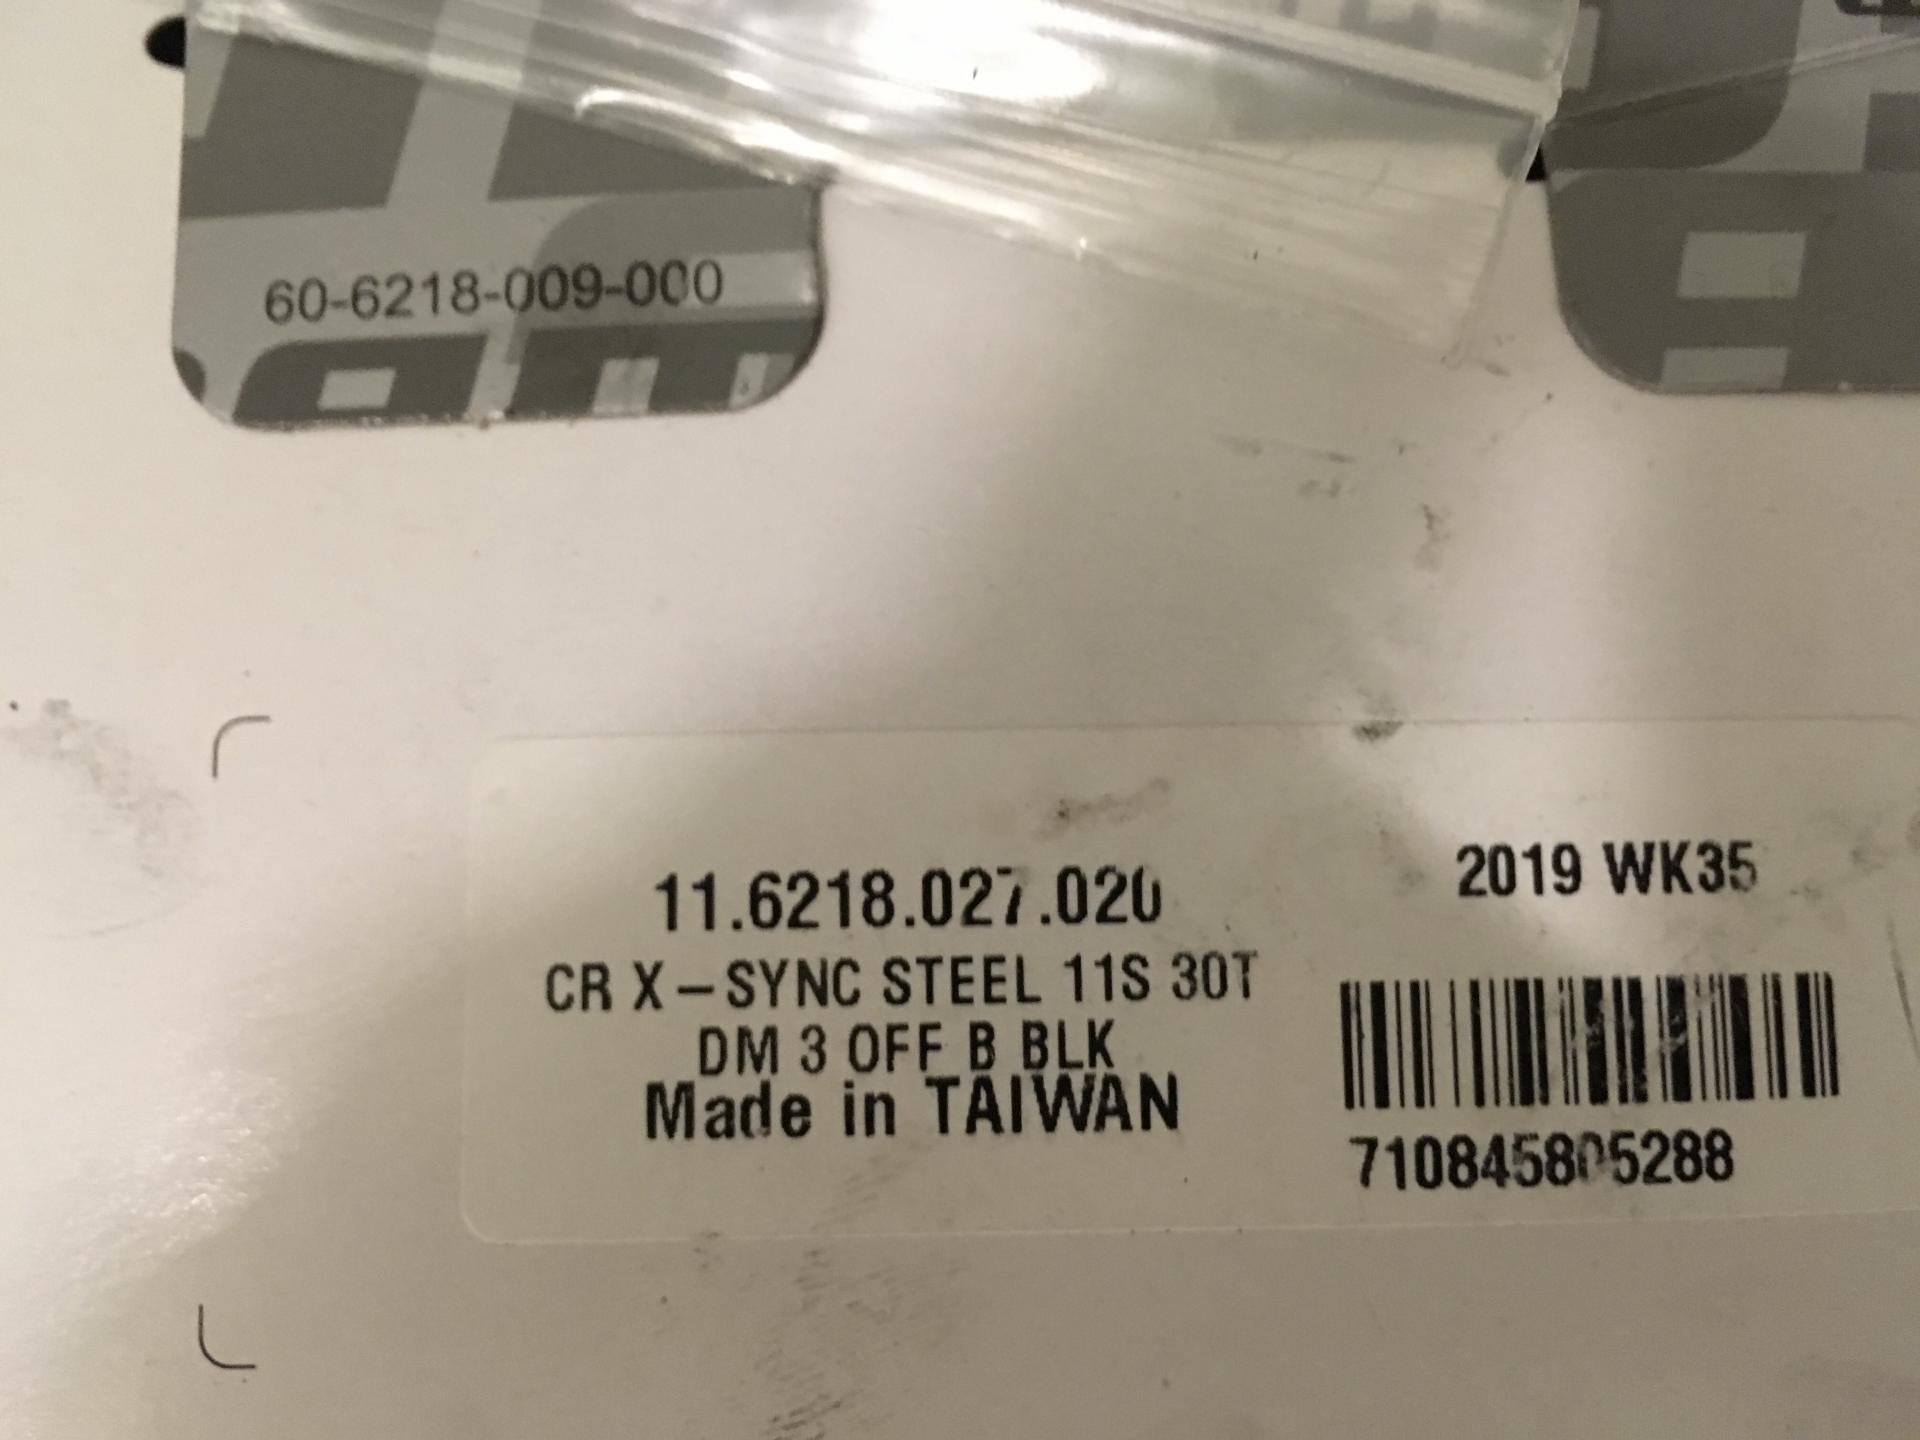 60-6218-009-000
11.6218.027.020
2019 WK35
CR X-SYNC STEEL 11S 30T
DM 3 OFF B BLK
Made in TAIWAN
710845805288